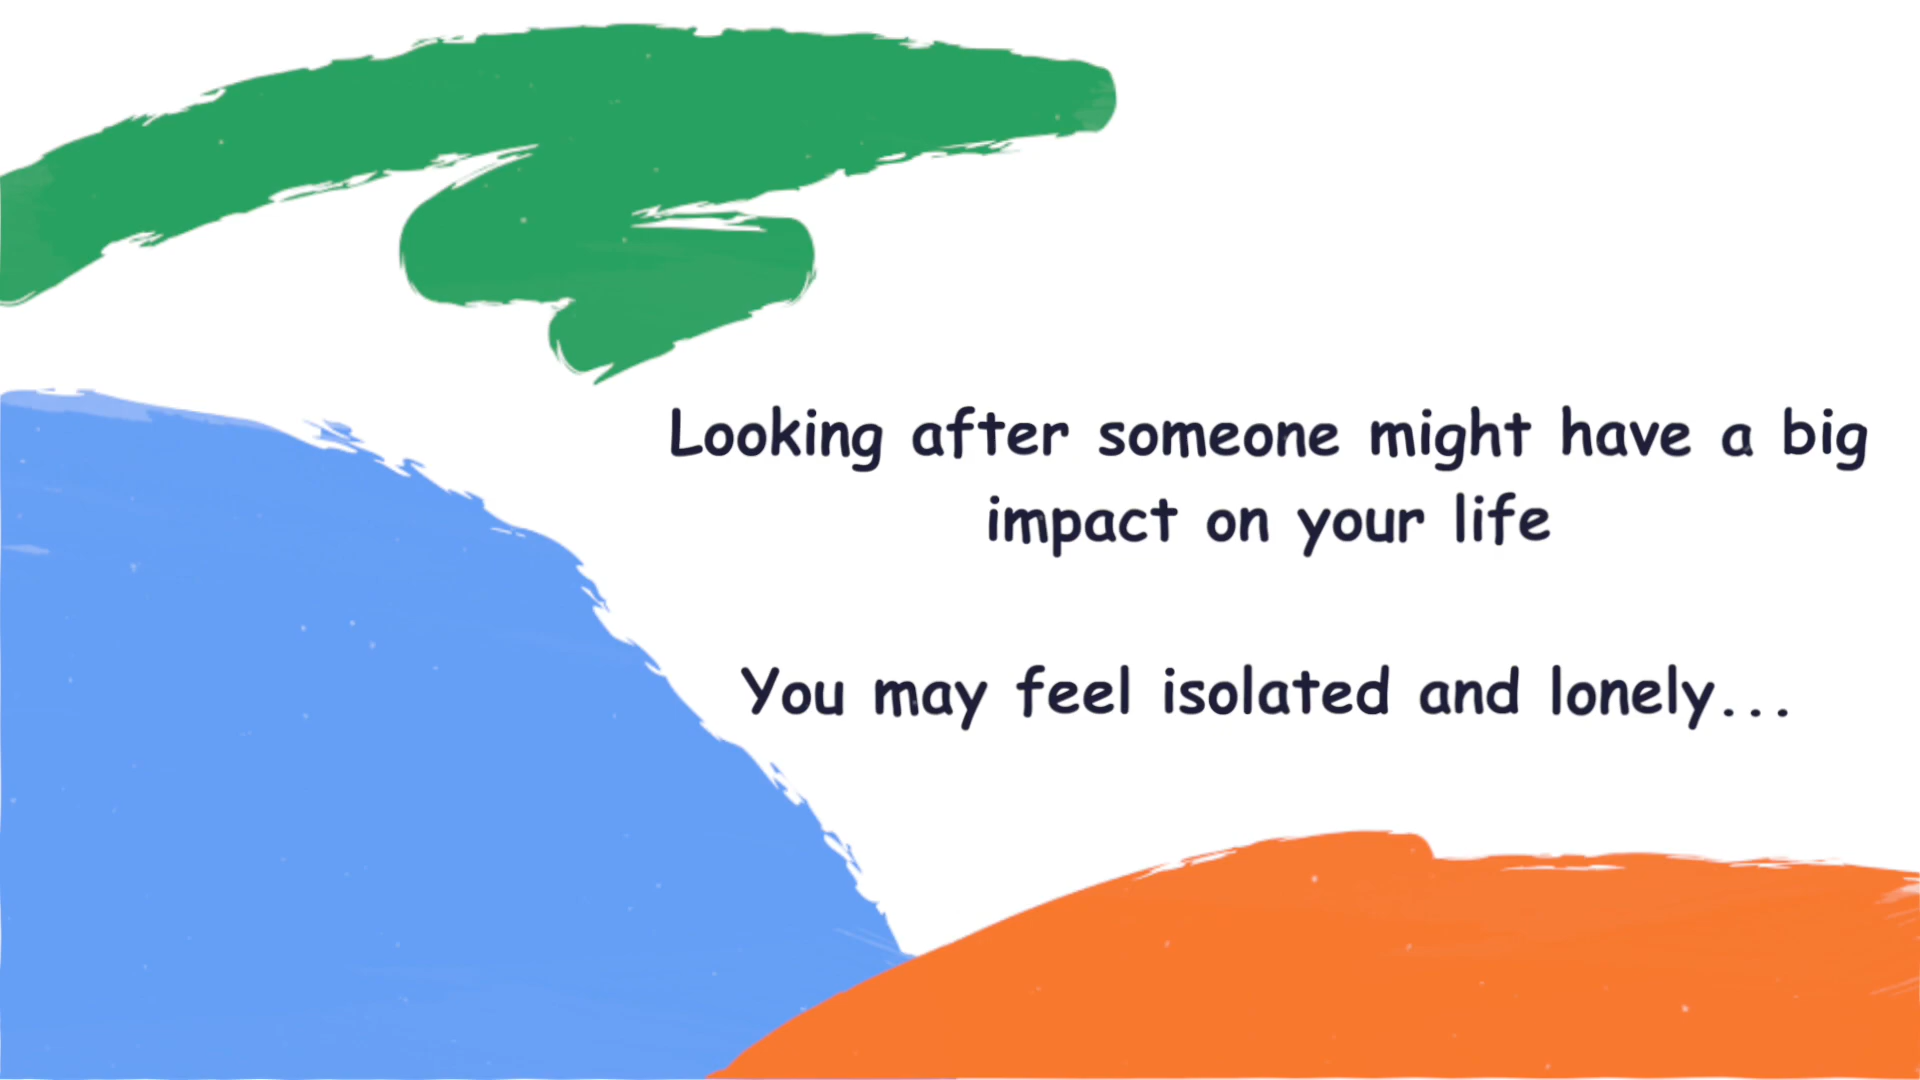 Looking after someone might have a big
impact on your life
You may feel isolated and lonely...